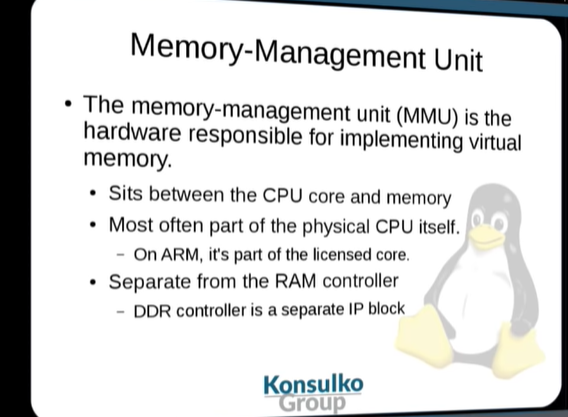 Memory-Management Unit
• The memory-management unit (MMU) is the
hardware responsible for implementing virtual
memory.
• Sits between the CPU core and memory
• Most often part of the physical CPU itself.
– On ARM, it's part of the licensed core.
• Separate from the RAM controller
– DDR controller is a separate IP block
Konsulko
Group